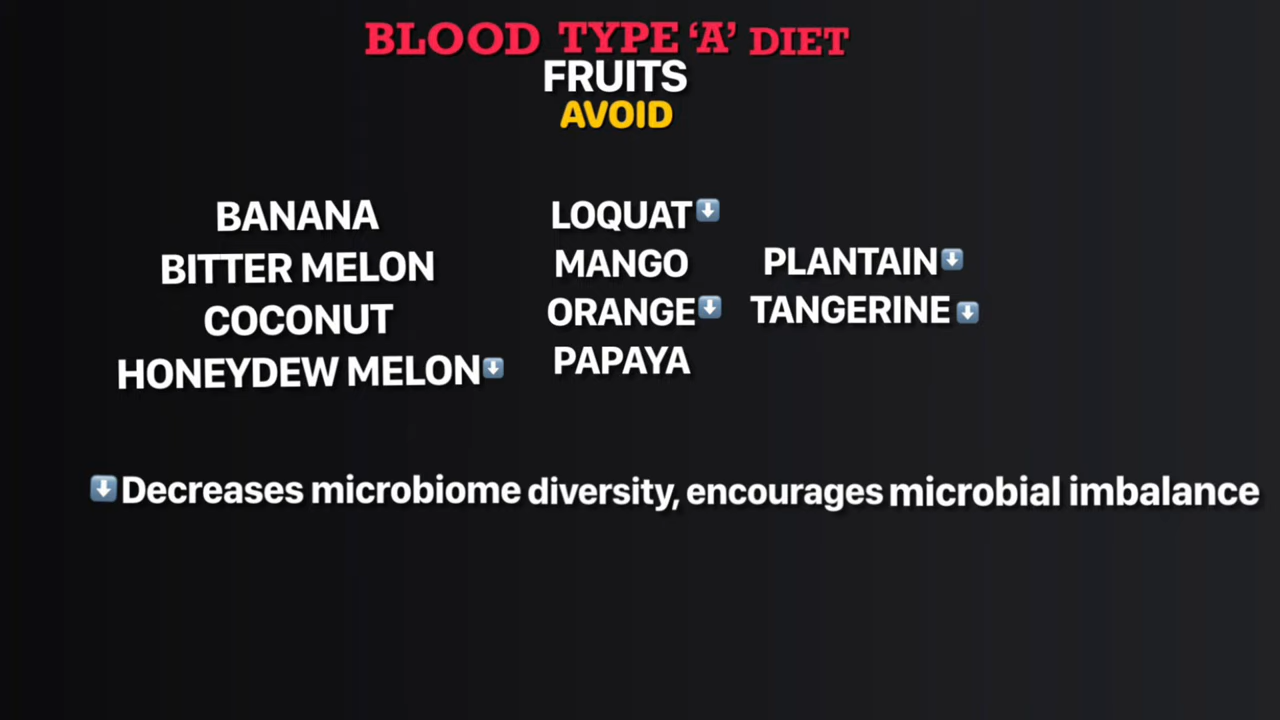 BLOOD TYPE ‘A’ DIET
FRUITS
AVOID
BANANA
BITTER MELON
COCONUT
HONEYDEW MELON⬇️
LOQUAT⬇️
MANGO
ORANGE⬇️
PAPAYA
PLANTAIN⬇️
TANGERINE⬇️
⬇️Decreases microbiome diversity, encourages microbial imbalance